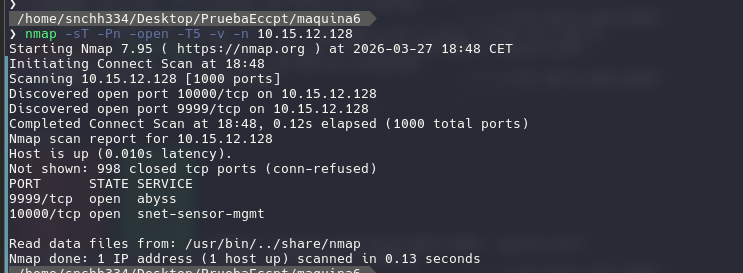 ❯
/home/snchh334/Desktop/PruebaEccpt/maquina6
❯ nmap -sT -Pn -open -T5 -v -n 10.15.12.128
Starting Nmap 7.95 ( https://nmap.org ) at 2026-03-27 18:48 CET
Initiating Connect Scan at 18:48
Scanning 10.15.12.128 [1000 ports]
Discovered open port 10000/tcp on 10.15.12.128
Discovered open port 9999/tcp on 10.15.12.128
Completed Connect Scan at 18:48, 0.12s elapsed (1000 total ports)
Nmap scan report for 10.15.12.128
Host is up (0.010s latency).
Not shown: 998 closed tcp ports (conn-refused)
PORT      STATE SERVICE
9999/tcp  open  abyss
10000/tcp open  snet-sensor-mgmt
Read data files from: /usr/bin/../share/nmap
Nmap done: 1 IP address (1 host up) scanned in 0.13 seconds
/home/snchh334/Desktop/PruebaEccpt/maquina6